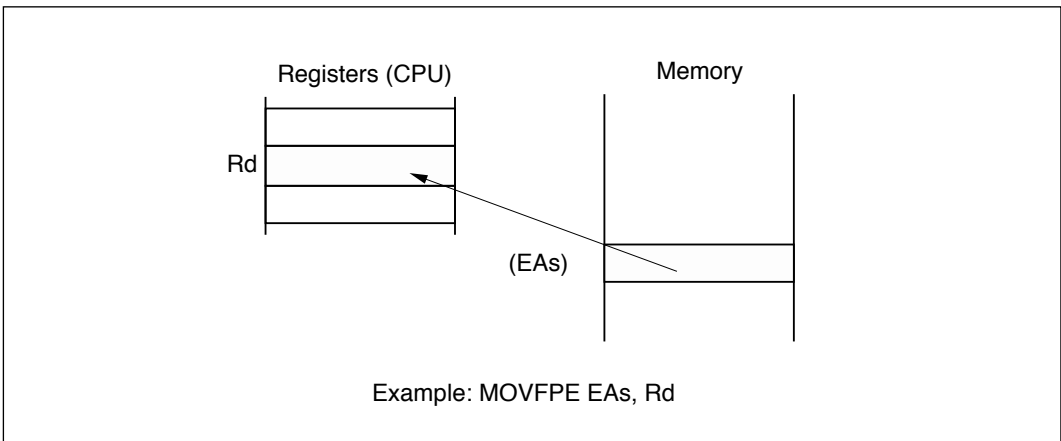 Registers (CPU)
Memory
Rd
(EAs)
Example: MOVFPE EAs, Rd